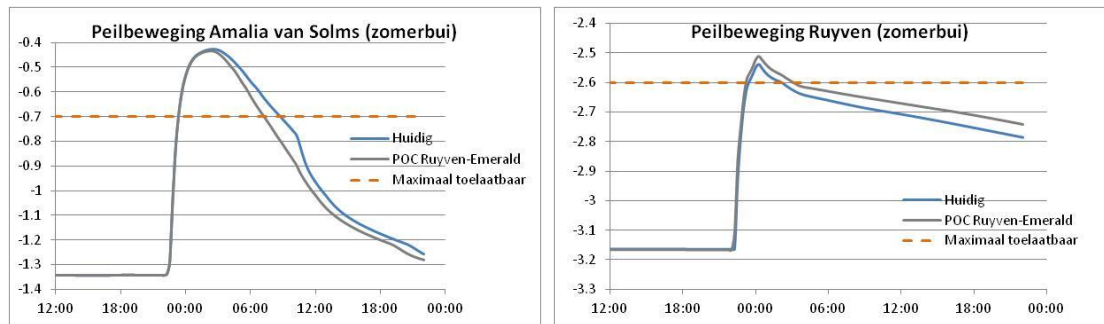 Peilbeweging Amalia van Solms (zomerbui)
-0.4
-0.5
-0.6
-0.7
-0.8
-0.9
-1
-1.1
-1.2
-1.3
-1.4
12:00 18:00 00:00 06:00 12:00 18:00 00:00
Huidig
POC Ruyven-Emerald
Maximaal toelaatbaar
Peilbeweging Ruyven (zomerbui)
-2.4
-2.5
-2.6
-2.7
-2.8
-2.9
-3
-3.1
-3.2
-3.3
12:00 18:00 00:00 06:00 12:00 18:00 00:00
Huidig
POC Ruyven-Emerald
Maximaal toelaatbaar